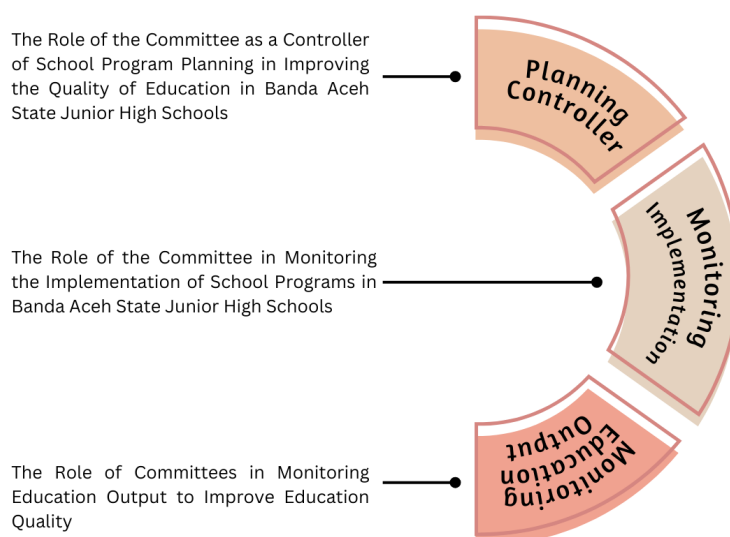 The Role of the Committee as a Controller
of School Program Planning in Improving
the Quality of Education in Banda Aceh
State Junior High Schools
Planning
Controller
The Role of the Committee in Monitoring
the Implementation of School Programs in
Banda Aceh State Junior High Schools
Monitoring
Implementation
The Role of Committees in Monitoring
Education Output to Improve Education
Quality
Monitoring
Education
Output